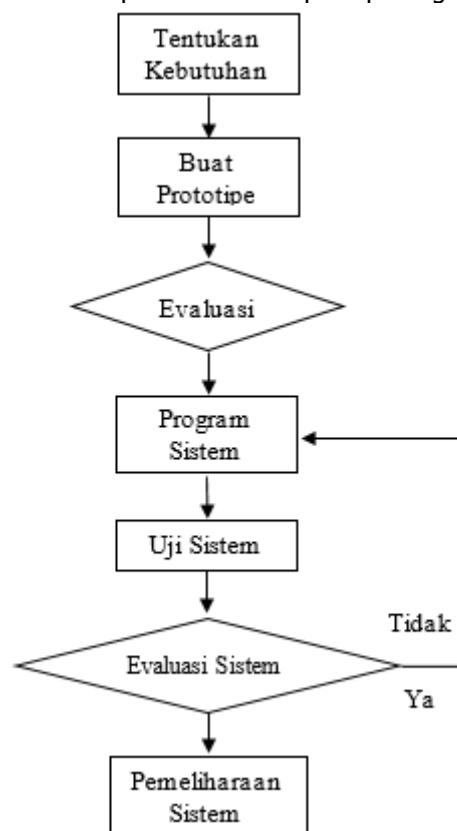 Tentukan
Kebutuhan
Buat
Prototipe
Evaluasi
Program
Sistem
Uji Sistem
Tidak
Evaluasi Sistem
Ya
Pemeliharaan
Sistem